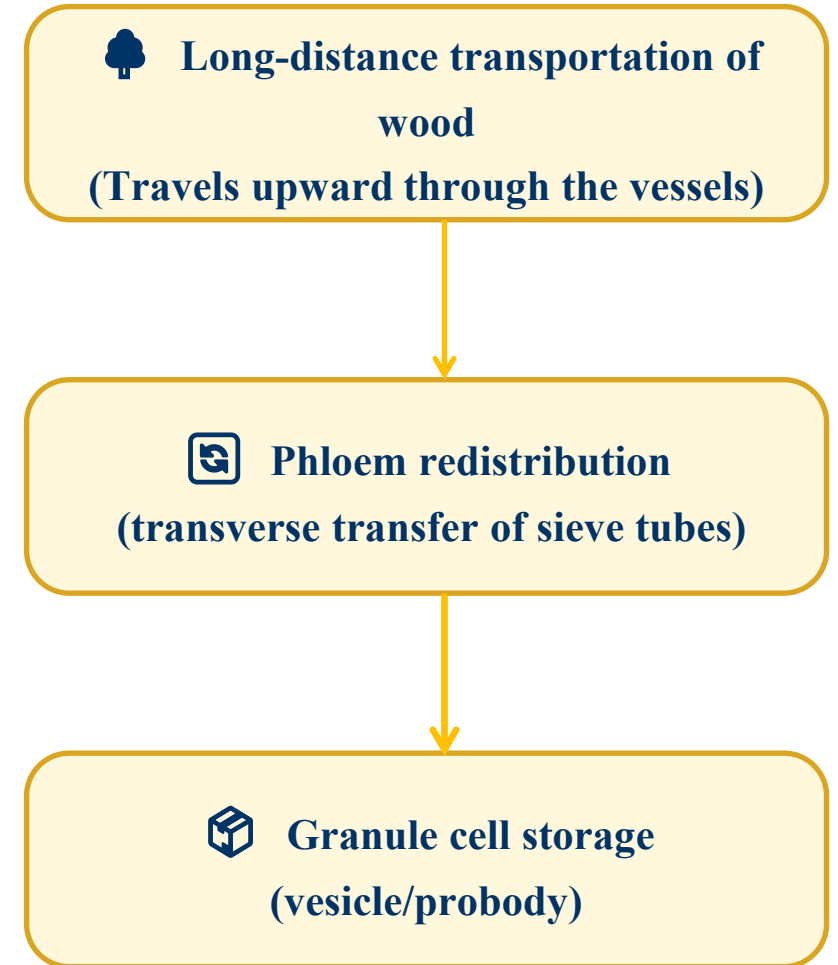 Long-distance transportation of
wood
(Travels upward through the vessels)
Phloem redistribution
(transverse transfer of sieve tubes)
Granule cell storage
(vesicle/probody)